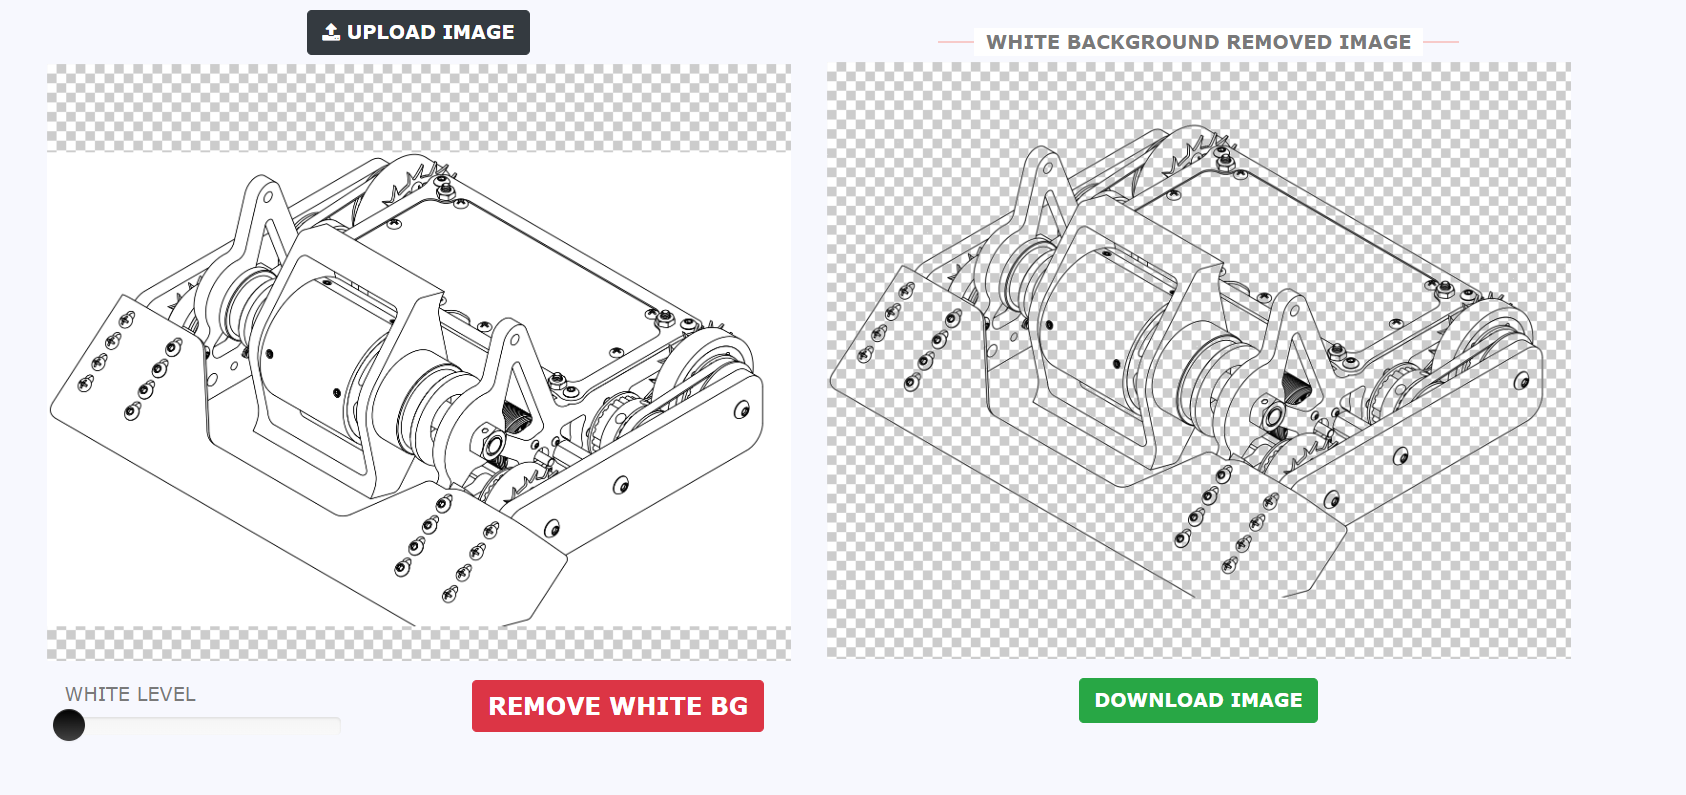 UPLOAD IMAGE
WHITE BACKGROUND REMOVED IMAGE
WHITE LEVEL
REMOVE WHITE BG
DOWNLOAD IMAGE